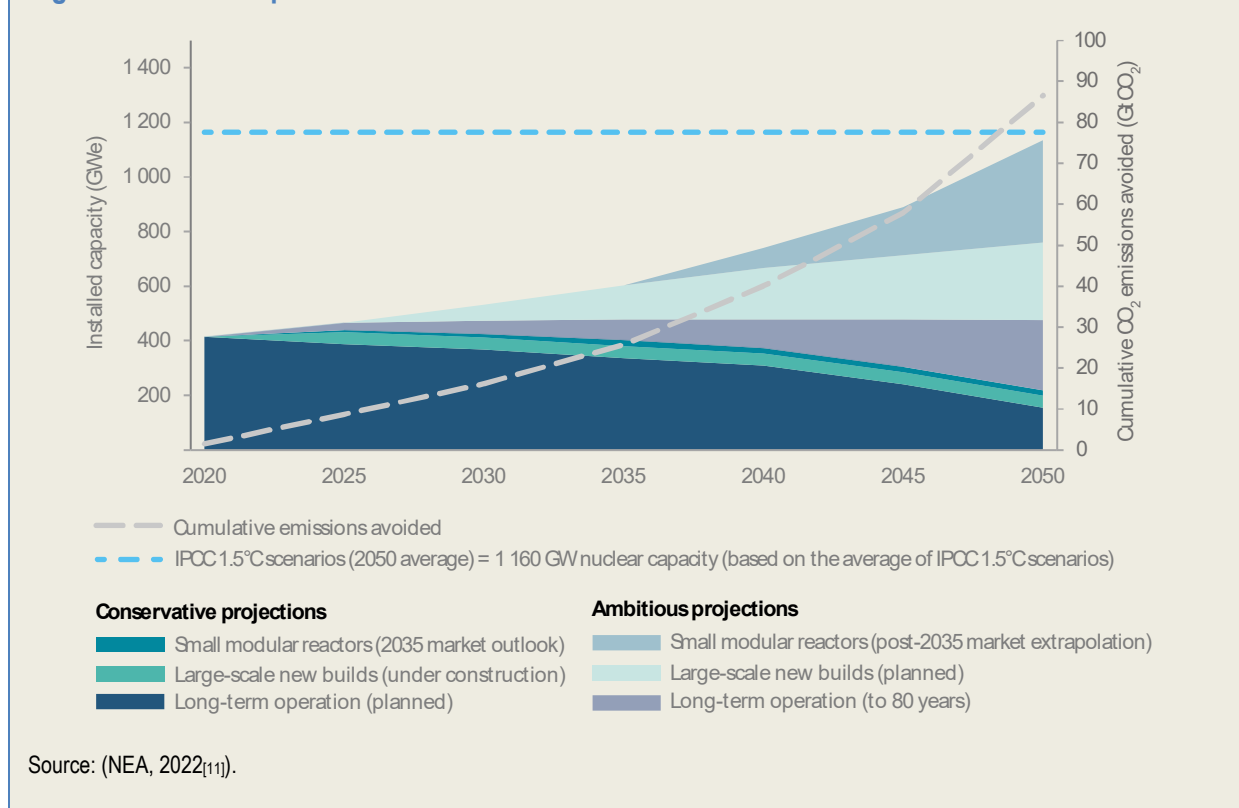 100
1 400
90
1 200
80
70
1 000
60
800
50
600
40
30
400
20
200
10
0
Installed capacity (GWe)
Cumulative CO2 emissions avoided (Gt CO2)
2020 2025 2030 2035 2040 2045 2050
Cumulative emissions avoided
IPCC 1.5°C scenarios (2050 average) = 1 160 GW nuclear capacity (based on the average of IPCC 1.5°C scenarios)
Conservative projections
Small modular reactors (2035 market outlook)
Large-scale new builds (under construction)
Long-term operation (planned)
Ambitious projections
Small modular reactors (post-2035 market extrapolation)
Large-scale new builds (planned)
Long-term operation (to 80 years)
Source: (NEA, 2022[11]).